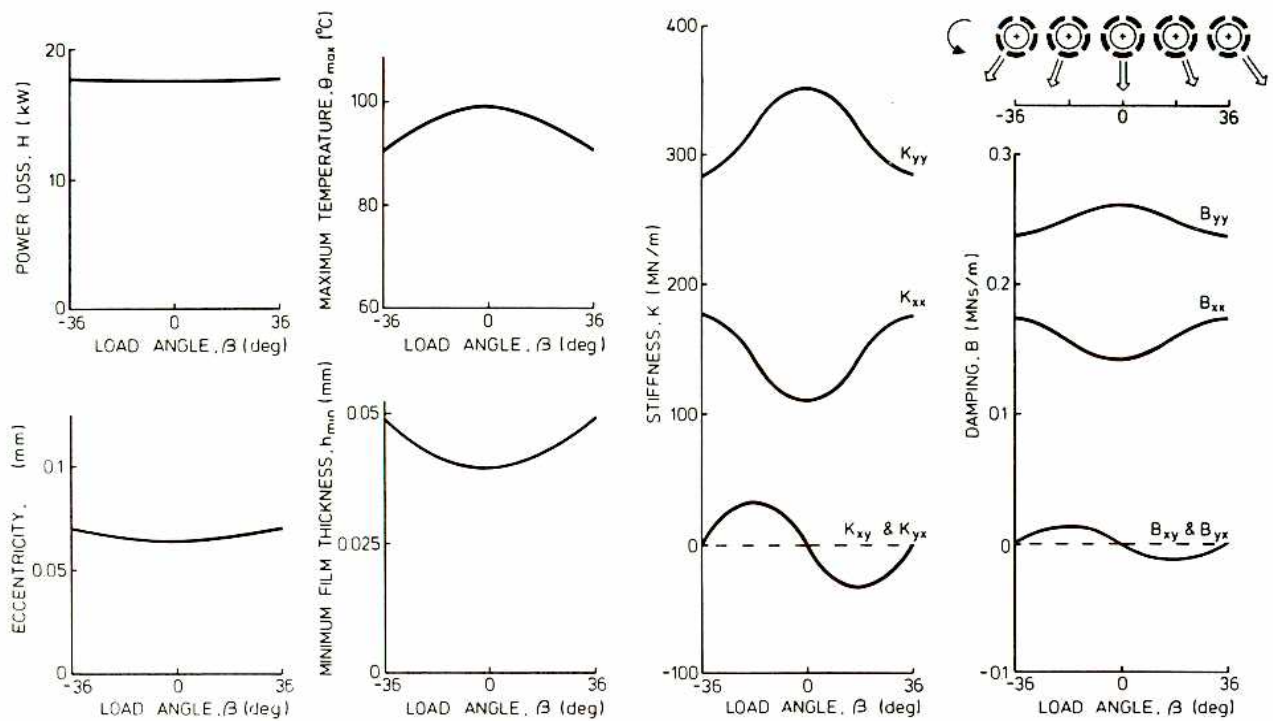 POWER LOSS, H (kW)
20
10
0
-36 0 36
LOAD ANGLE, β (deg)
MAXIMUM TEMPERATURE, θmax (°C)
100
80
60
-36 0 36
LOAD ANGLE, β (deg)
ECCENTRICITY, (mm)
0.1
0.05
0
-36 0 36
LOAD ANGLE, β (deg)
MINIMUM FILM THICKNESS, hmin (mm)
0.05
0.025
0
-36 0 36
LOAD ANGLE, β (deg)
STIFFNESS, K (MN/m)
400
300
200
100
0
-100
Kyy
Kxx
Kxy & Kyx
-36 0 36
LOAD ANGLE, β (deg)
-36 0 36
DAMPING, B (MNs/m)
0.3
0.2
0.1
0
-0.1
Byy
Bxx
Bxy & Byx
-36 0 36
LOAD ANGLE, β (deg)